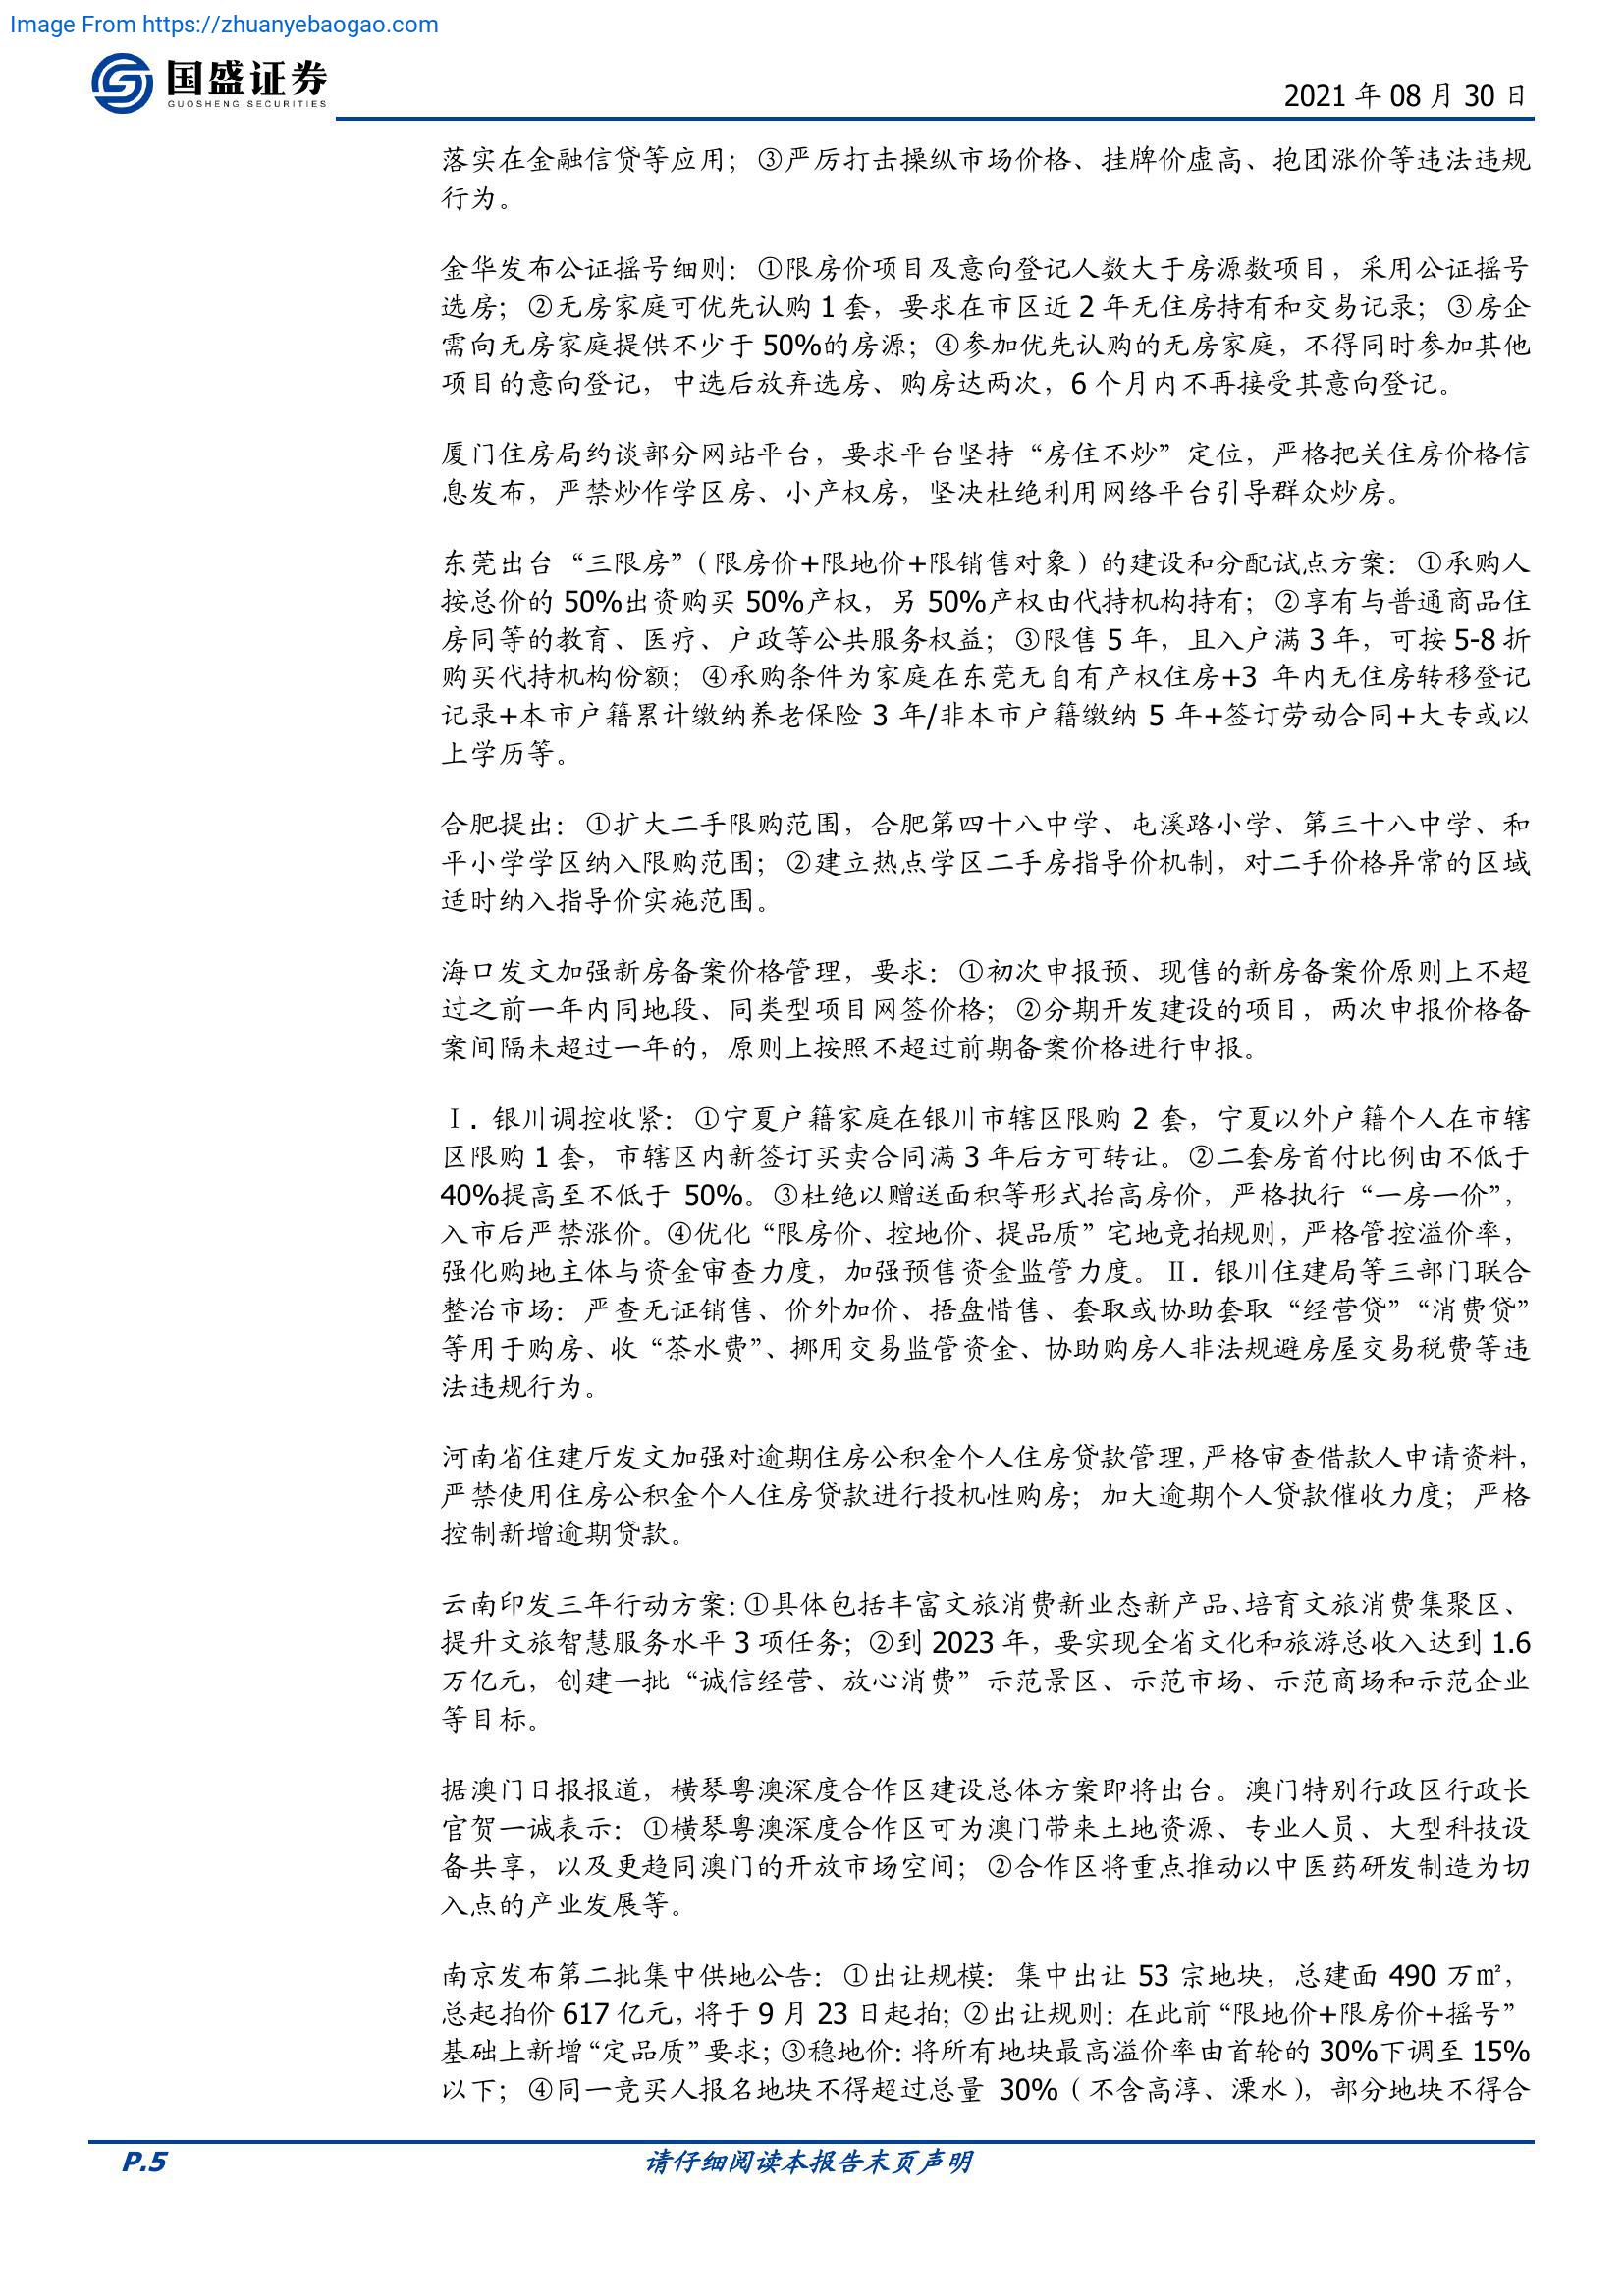 Image From https://zhuanyebaogao.com
国盛证券
GUOSHENG SECURITIES
2021 年 08 月 30 日
落实在金融信贷等应用；③严厉打击操纵市场价格、挂牌价虚高、抱团涨价等违法违规
行为。
金华发布公证摇号细则：①限房价项目及意向登记人数大于房源数项目，采用公证摇号
选房；②无房家庭可优先认购 1 套，要求在市区近 2 年无住房持有和交易记录；③房企
需向无房家庭提供不少于 50%的房源；④参加优先认购的无房家庭，不得同时参加其他
项目的意向登记，中选后放弃选房、购房达两次，6 个月内不再接受其意向登记。
厦门住房局约谈部分网站平台，要求平台坚持“房住不炒”定位，严格把关住房价格信
息发布，严禁炒作学区房、小产权房，坚决杜绝利用网络平台引导群众炒房。
东莞出台“三限房”（限房价+限地价+限销售对象）的建设和分配试点方案：①承购人
按总价的 50%出资购买 50%产权，另 50%产权由代持机构持有；②享有与普通商品住
房同等的教育、医疗、户政等公共服务权益；③限售 5 年，且入户满 3 年，可按 5-8 折
购买代持机构份额；④承购条件为家庭在东莞无自有产权住房+3 年内无住房转移登记
记录+本市户籍累计缴纳养老保险 3 年/非本市户籍缴纳 5 年+签订劳动合同+大专或以
上学历等。
合肥提出：①扩大二手限购范围，合肥第四十八中学、屯溪路小学、第三十八中学、和
平小学学区纳入限购范围；②建立热点学区二手房指导价机制，对二手价格异常的区域
适时纳入指导价实施范围。
海口发文加强新房备案价格管理，要求：①初次申报预、现售的新房备案价原则上不超
过之前一年内同地段、同类型项目网签价格；②分期开发建设的项目，两次申报价格备
案间隔未超过一年的，原则上按照不超过前期备案价格进行申报。
Ⅰ. 银川调控收紧：①宁夏户籍家庭在银川市辖区限购 2 套，宁夏以外户籍个人在市辖
区限购 1 套，市辖区内新签订买卖合同满 3 年后方可转让。②二套房首付比例由不低于
40%提高至不低于 50%。③杜绝以赠送面积等形式抬高房价，严格执行“一房一价”，
入市后严禁涨价。④优化“限房价、控地价、提品质”宅地竞拍规则，严格管控溢价率，
强化购地主体与资金审查力度，加强预售资金监管力度。Ⅱ. 银川住建局等三部门联合
整治市场：严查无证销售、价外加价、捂盘惜售、套取或协助套取“经营贷”“消费贷”
等用于购房、收“茶水费”、挪用交易监管资金、协助购房人非法规避房屋交易税费等违
法违规行为。
河南省住建厅发文加强对逾期住房公积金个人住房贷款管理，严格审查借款人申请资料，
严禁使用住房公积金个人住房贷款进行投机性购房；加大逾期个人贷款催收力度；严格
控制新增逾期贷款。
云南印发三年行动方案：①具体包括丰富文旅消费新业态新产品、培育文旅消费集聚区、
提升文旅智慧服务水平 3 项任务；②到 2023 年，要实现全省文化和旅游总收入达到 1.6
万亿元，创建一批“诚信经营、放心消费”示范景区、示范市场、示范商场和示范企业
等目标。
据澳门日报报道，横琴粤澳深度合作区建设总体方案即将出台。澳门特别行政区行政长
官贺一诚表示：①横琴粤澳深度合作区可为澳门带来土地资源、专业人员、大型科技设
备共享，以及更趋同澳门的开放市场空间；②合作区将重点推动以中医药研发制造为切
入点的产业发展等。
南京发布第二批集中供地公告：①出让规模：集中出让 53 宗地块，总建面 490 万㎡，
总起拍价 617 亿元，将于 9 月 23 日起拍；②出让规则：在此前“限地价+限房价+摇号”
基础上新增“定品质”要求；③稳地价：将所有地块最高溢价率由首轮的 30%下调至 15%
以下；④同一竞买人报名地块不得超过总量 30%（不含高淳、溧水），部分地块不得合
P.5
请仔细阅读本报告末页声明